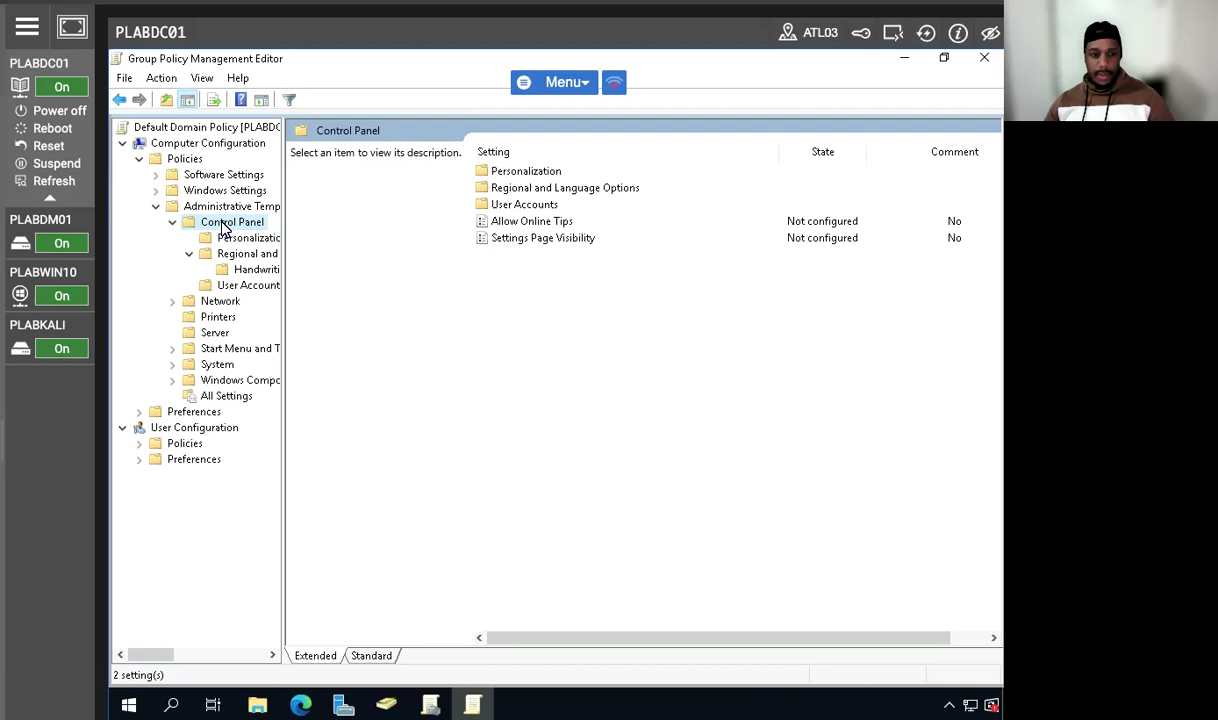 PLABDC01
ATL03
PLABDC01
On
Power off
Reboot
Reset
Suspend
Refresh
PLABDM01
On
PLABWIN10
On
PLABKALI
On
Group Policy Management Editor
File Action View Help
Menu
Default Domain Policy [PLABDC
Computer Configuration
Policies
Software Settings
Windows Settings
Administrative Temp
Control Panel
Personalizatic
Regional and
Handwriti
User Account
Network
Printers
Server
Start Menu and T
System
Windows Compo
All Settings
Preferences
User Configuration
Policies
Preferences
Control Panel
Select an item to view its description.
Setting State Comment
Personalization
Regional and Language Options
User Accounts
Allow Online Tips Not configured No
Settings Page Visibility Not configured No
Extended Standard
2 setting(s)